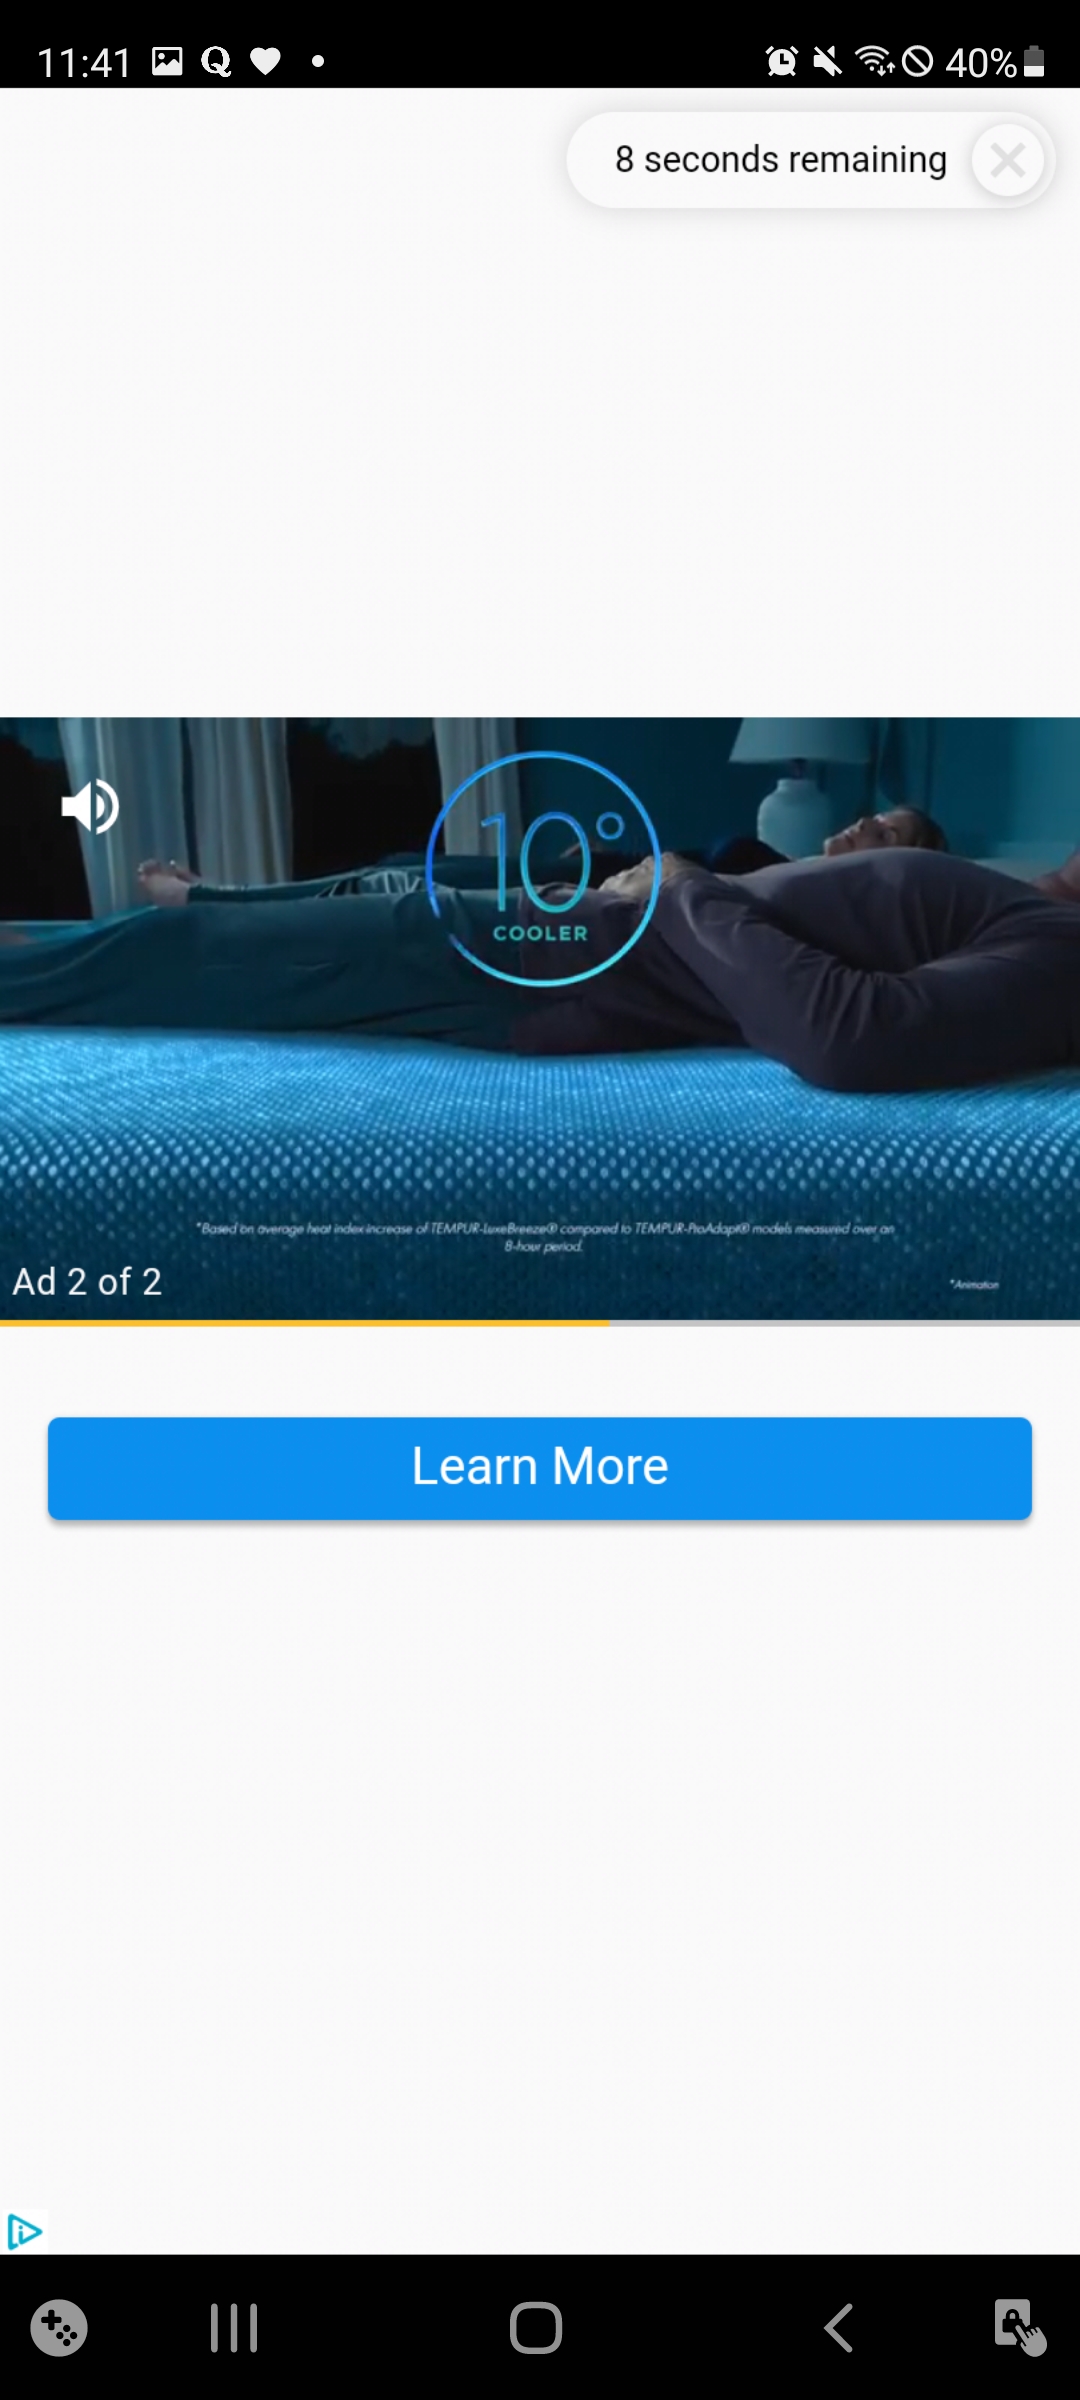 11:41
40%
8 seconds remaining
10°
COOLER
*Based on average heat index increase of TEMPUR-LuxeBreeze® compared to TEMPUR-ProAdapt® models measured over an
8-hour period.
Ad 2 of 2
*Animation
Learn More